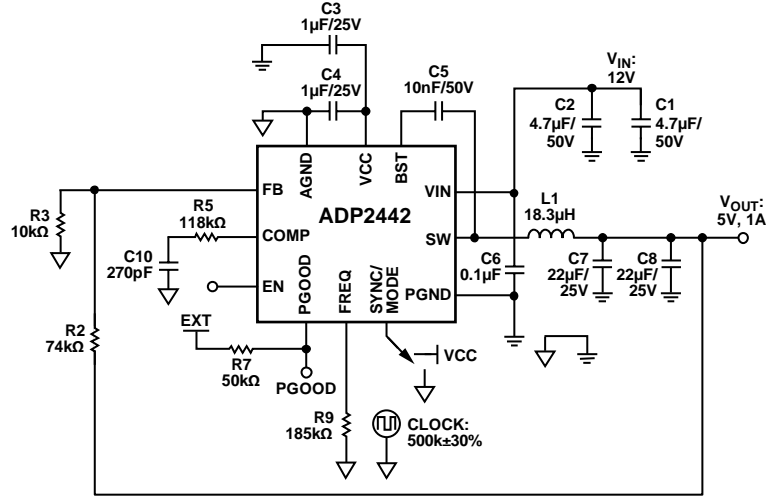 C3
1µF/25V
C4
1µF/25V
C5
10nF/50V
VIN:
12V
C2
4.7µF/
50V
C1
4.7µF/
50V
AGND
VCC
BST
FB
VIN
ADP2442
R3
10kΩ
R5
118kΩ
COMP
SW
L1
18.3µH
VOUT:
5V, 1A
C10
270pF
C6
0.1µF
C7
22µF/
25V
C8
22µF/
25V
EN
PGOOD
FREQ
SYNC/
MODE
PGND
EXT
R2
74kΩ
R7
50kΩ
PGOOD
VCC
R9
185kΩ
CLOCK:
500k±30%